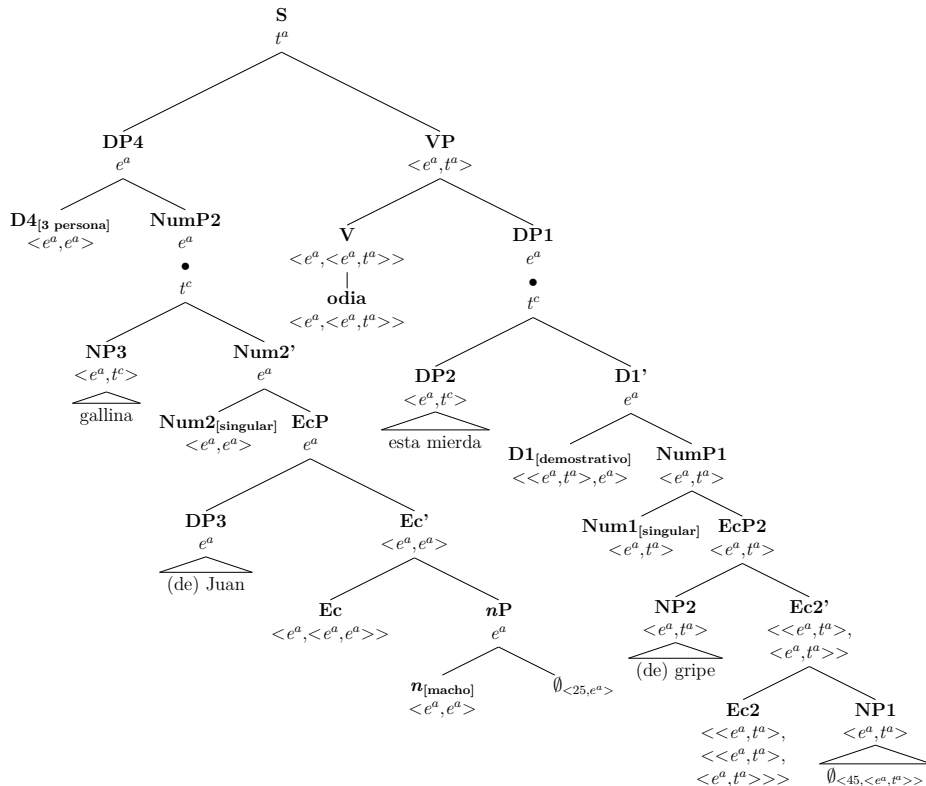 S
t^a
DP4 VP
e^a <e^a,t^a>
D4[3 persona] NumP2 V DP1
<e^a,e^a> e^a <e^a,<e^a,t^a>> e^a
• •
odia
t^c <e^a,<e^a,t^a>> t^c
NP3 Num2’ DP2 D1’
<e^a,t^c> e^a <e^a,t^c> e^a
gallina Num2[singular] EcP esta mierda D1[demostrativo] NumP1
<e^a,e^a> e^a <<e^a,t^a>,e^a> <e^a,t^a>
DP3 Ec’ Num1[singular] EcP2
e^a <e^a,e^a> <e^a,t^a> <e^a,t^a>
(de) Juan
Ec nP NP2 Ec2’
<e^a,<e^a,e^a>> e^a <e^a,t^a> <<e^a,t^a>,
<e^a,t^a>>
(de) gripe
n[macho] ∅<25,e^a>
<e^a,e^a>
Ec2 NP1
<<e^a,t^a>, <e^a,t^a>
<<e^a,t^a>,
<e^a,t^a>>> ∅<45,<e^a,t^a>>